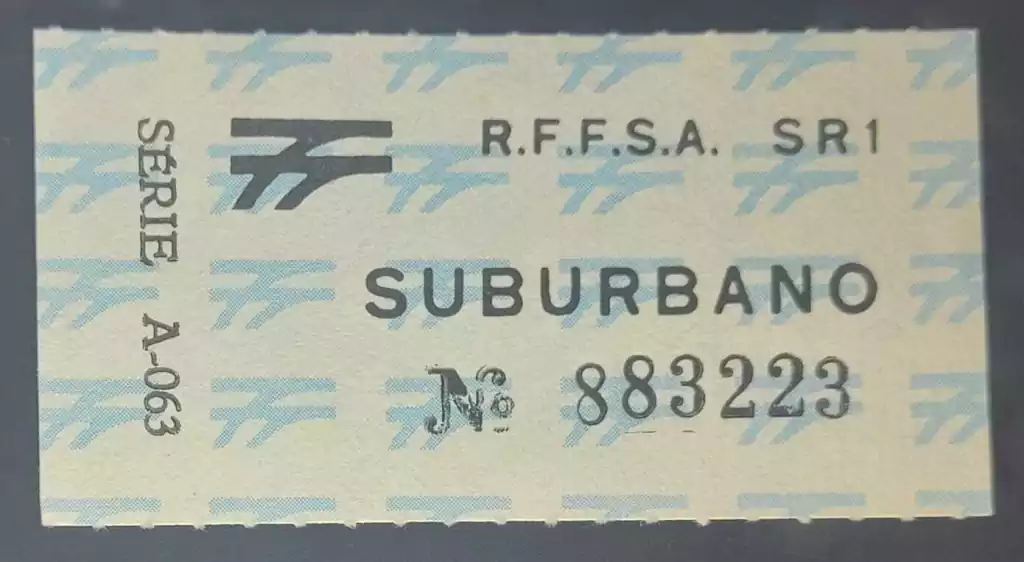 R.F.F.S.A. SR1
SUBURBANO
Nº 883223
SÉRIE A-063